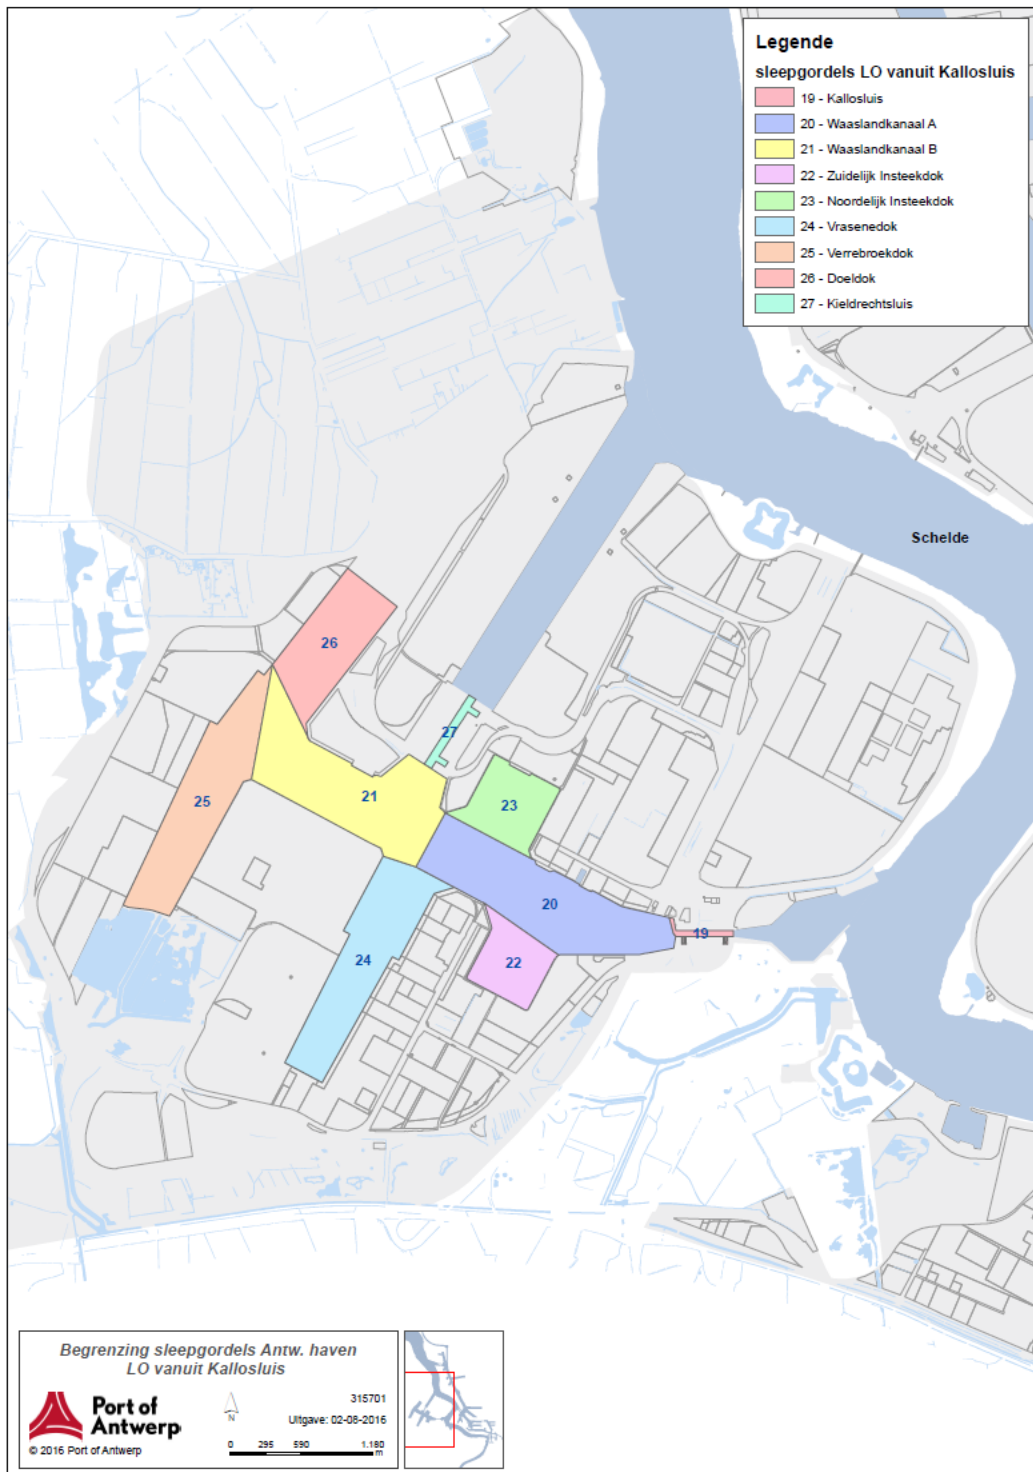 Legende
sleepgordels LO vanuit Kallosluis
19 - Kallosluis
20 - Waaslandkanaal A
21 - Waaslandkanaal B
22 - Zuidelijk Insteekdok
23 - Noordelijk Insteekdok
24 - Vrasenedok
25 - Verrebroekdok
26 - Doeldok
27 - Kieldrechtsluis
Schelde
26
27
21
25
23
20
19
24
22
Begrenzing sleepgordels Antw. haven
LO vanuit Kallosluis
Port of
Antwerp
© 2016 Port of Antwerp
N
315701
Uitgave: 02-08-2016
0 295 590 1.180
m